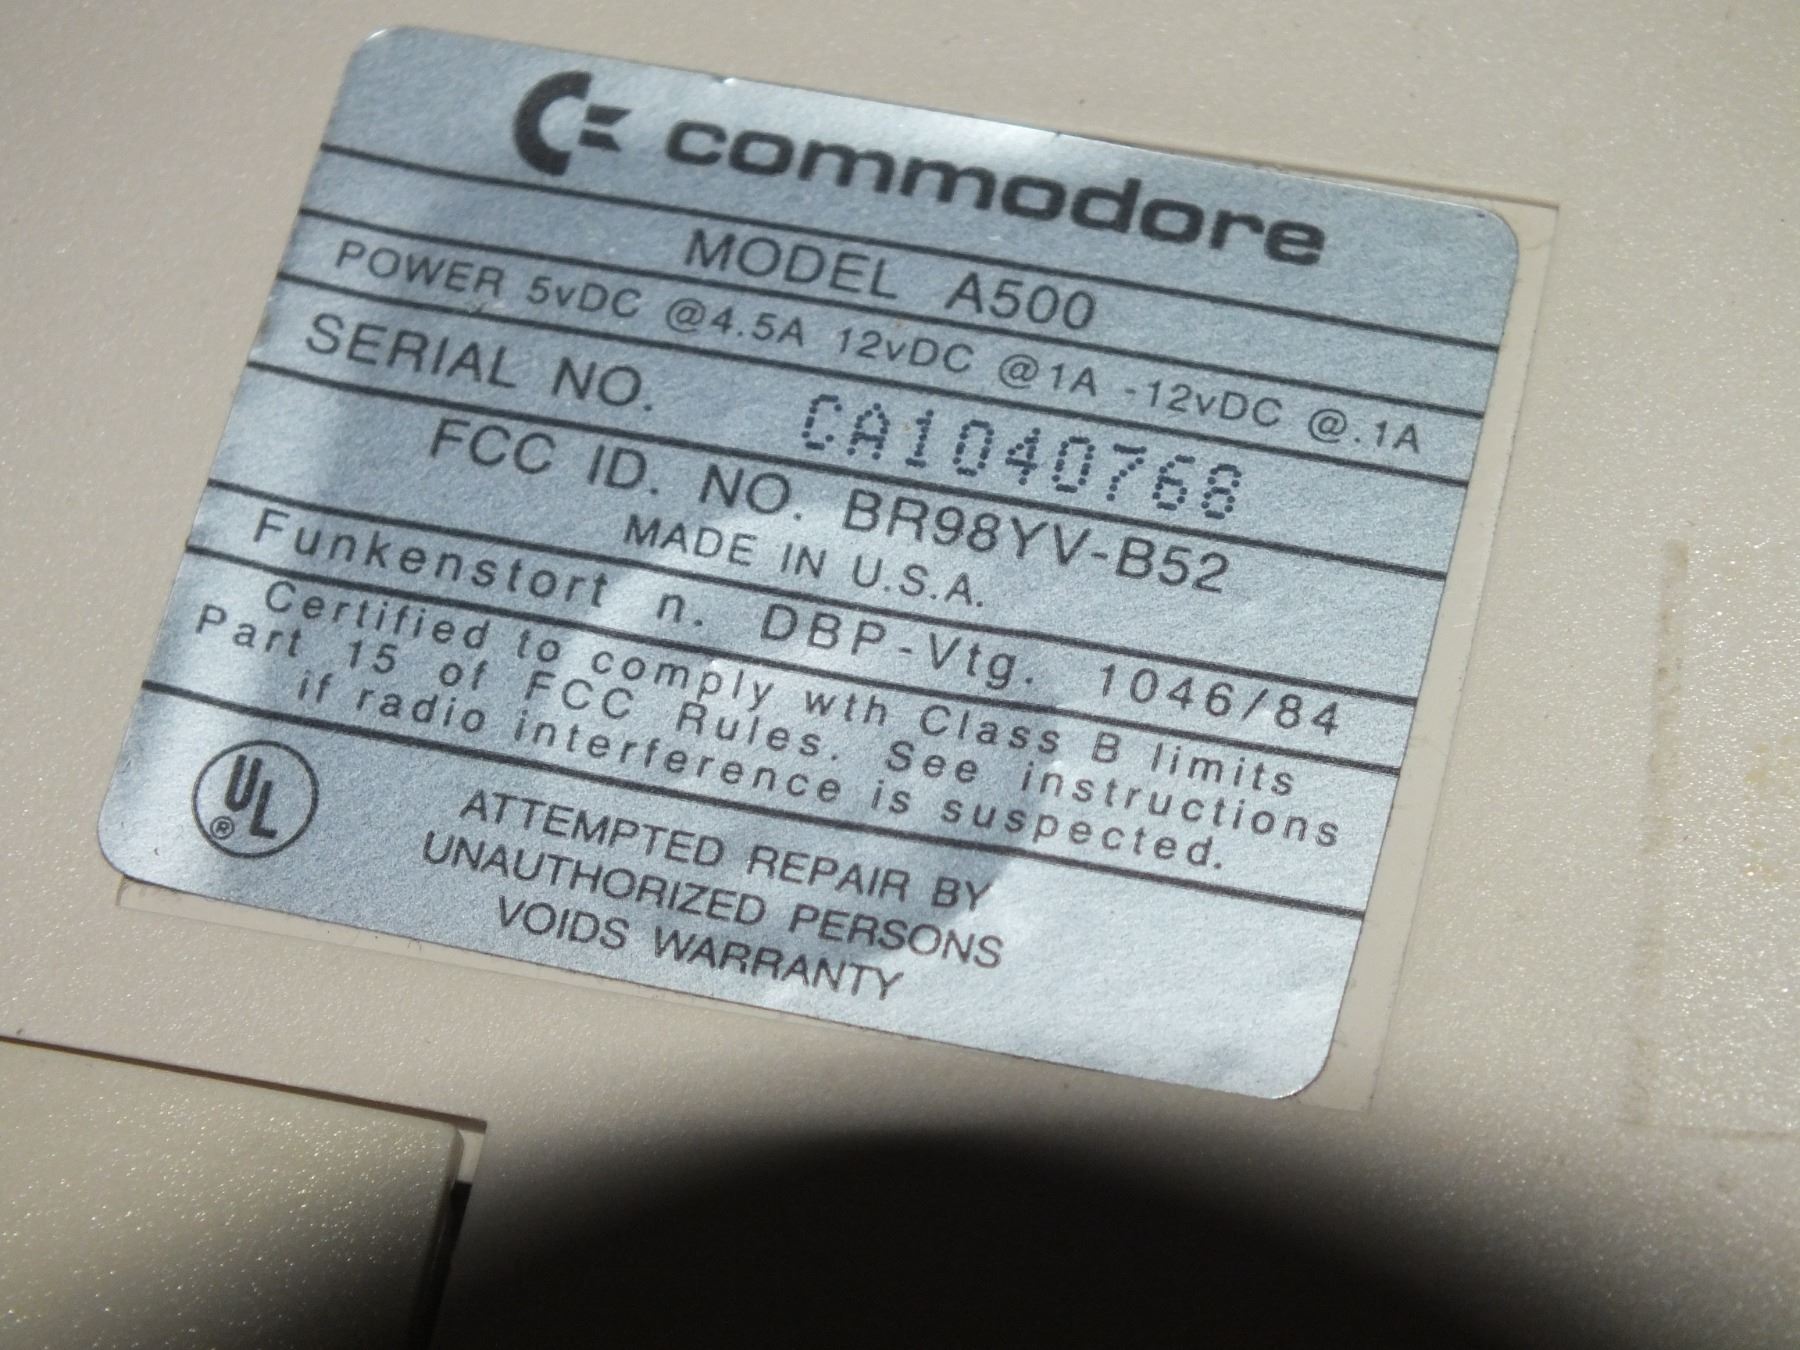 commodore
MODEL A500
POWER 5vDC @4.5A 12vDC @1A -12vDC @.1A
SERIAL NO. CA1040768
FCC ID. NO. BR98YV-B52
MADE IN U.S.A.
Funkenstort n. DBP-Vtg. 1046/84
Certified to comply wth Class B limits
Part 15 of FCC Rules. See instructions
if radio interference is suspected.
UL ®
ATTEMPTED REPAIR BY
UNAUTHORIZED PERSONS
VOIDS WARRANTY